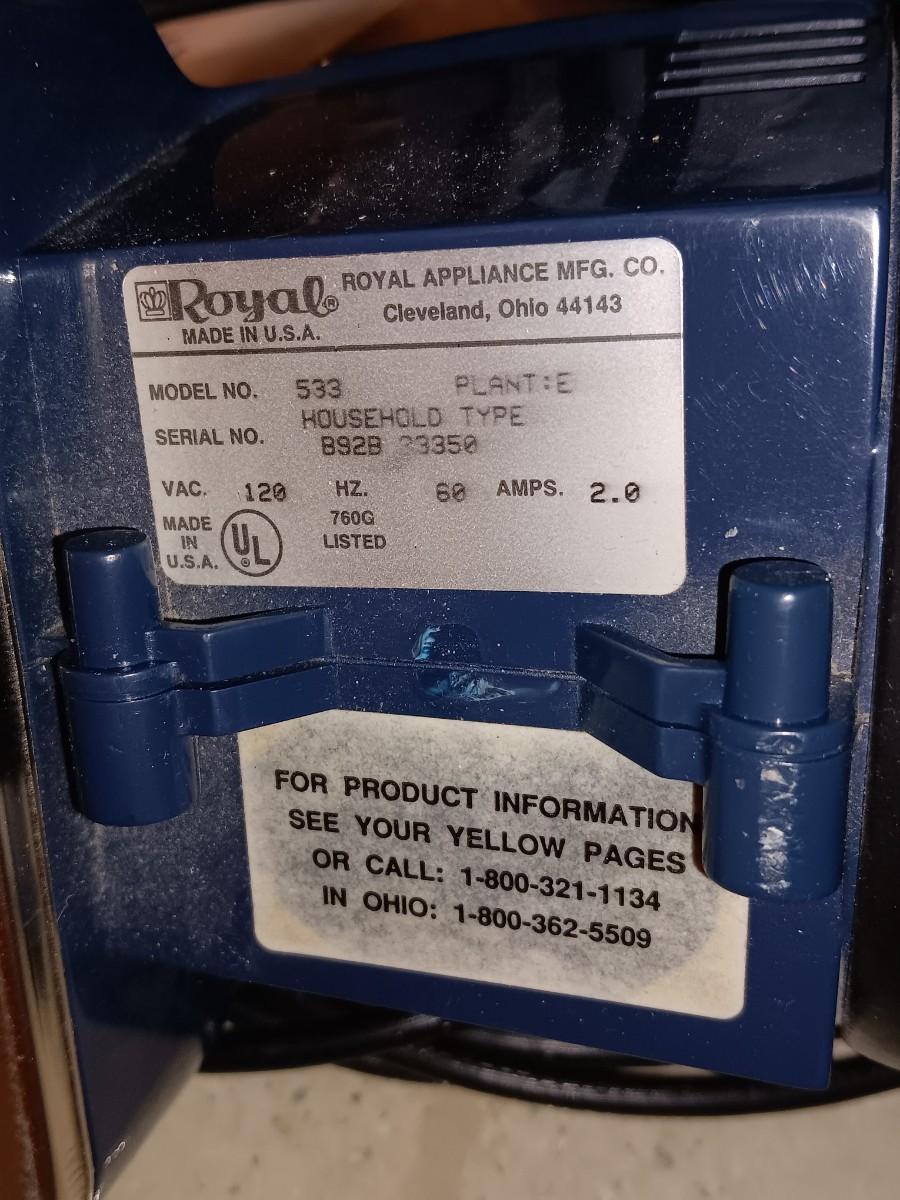 Royal® ROYAL APPLIANCE MFG. CO.
MADE IN U.S.A. Cleveland, Ohio 44143
MODEL NO. 533 PLANT:E
HOUSEHOLD TYPE
SERIAL NO. B92B
VAC. 120 HZ. 60 AMPS. 2.0
MADE IN U.S.A.
UL®
760G
LISTED
FOR PRODUCT INFORMATION
SEE YOUR YELLOW PAGES
OR CALL: 1-800-321-1134
IN OHIO: 1-800-362-5509